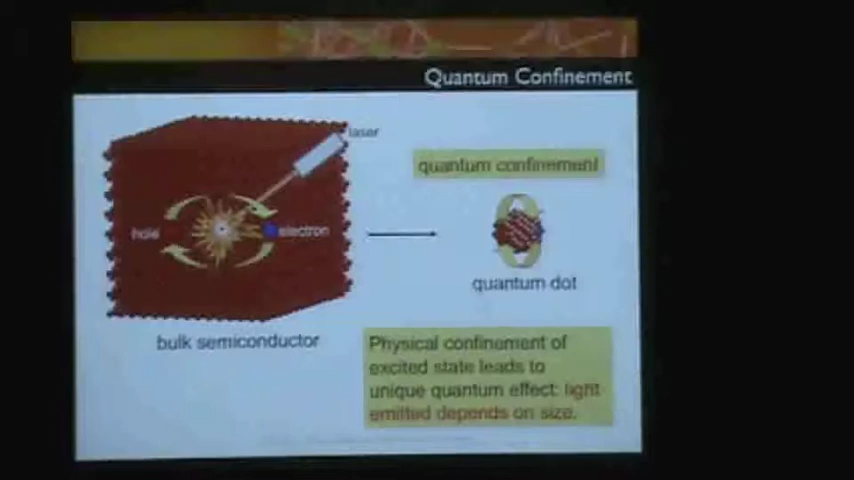 Quantum Confinement
laser
quantum confinement
hole
electron
quantum dot
bulk semiconductor
Physical confinement of
excited state leads to
unique quantum effect: light
emitted depends on size.